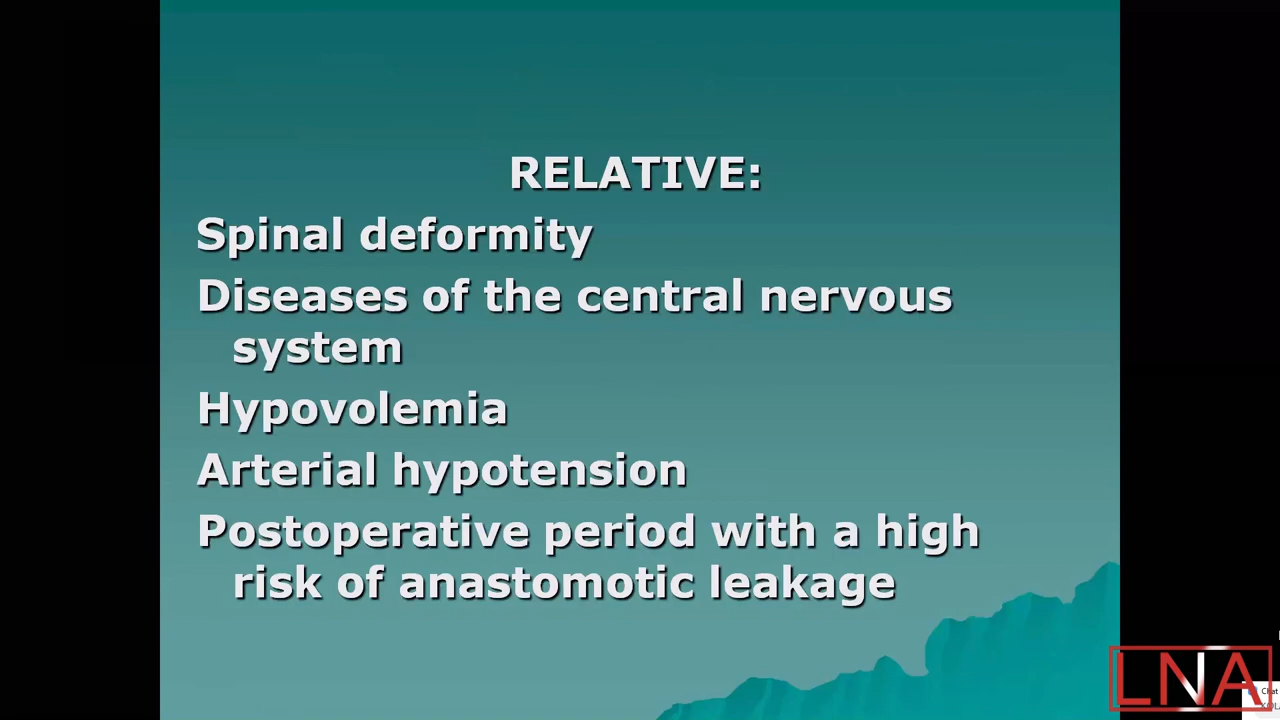 RELATIVE:
Spinal deformity
Diseases of the central nervous
system
Hypovolemia
Arterial hypotension
Postoperative period with a high
risk of anastomotic leakage
LNA
Chat